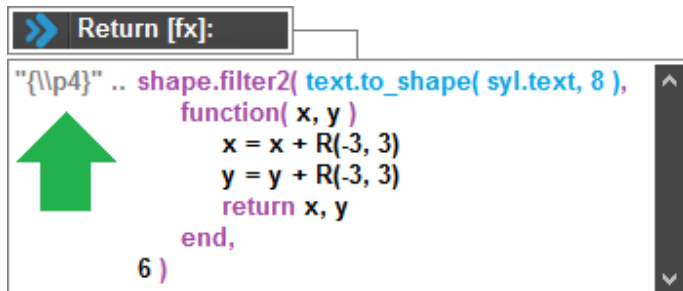 Return [fx]:
"{\\p4}" .. shape.filter2( text.to_shape( syl.text, 8 ),
function( x, y )
x = x + R(-3, 3)
y = y + R(-3, 3)
return x, y
end,
6 )